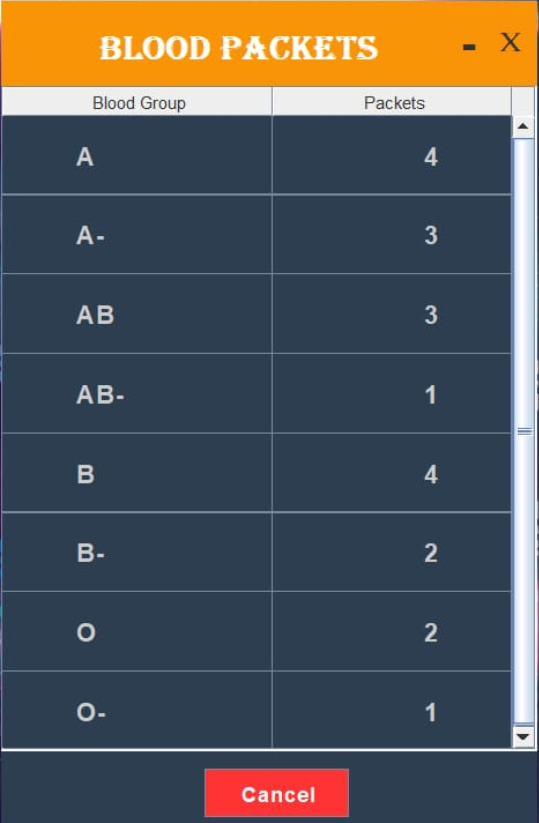 BLOOD PACKETS - X
Blood Group Packets
A 4
A- 3
AB 3
AB- 1
B 4
B- 2
O 2
O- 1
Cancel